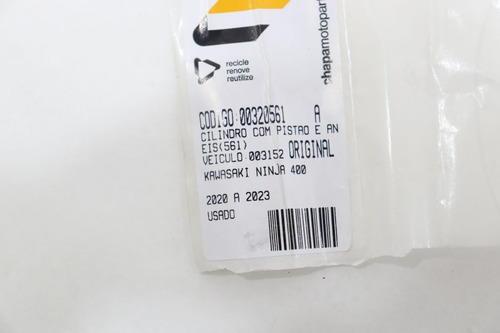 recicle
renove
reutilize
chapamotopart
CODIGO:00320561 A
CILINDRO COM PISTAO E AN
EIS(561)
VEICULO:003152 ORIGINAL
KAWASAKI NINJA 400
2020 A 2023
USADO